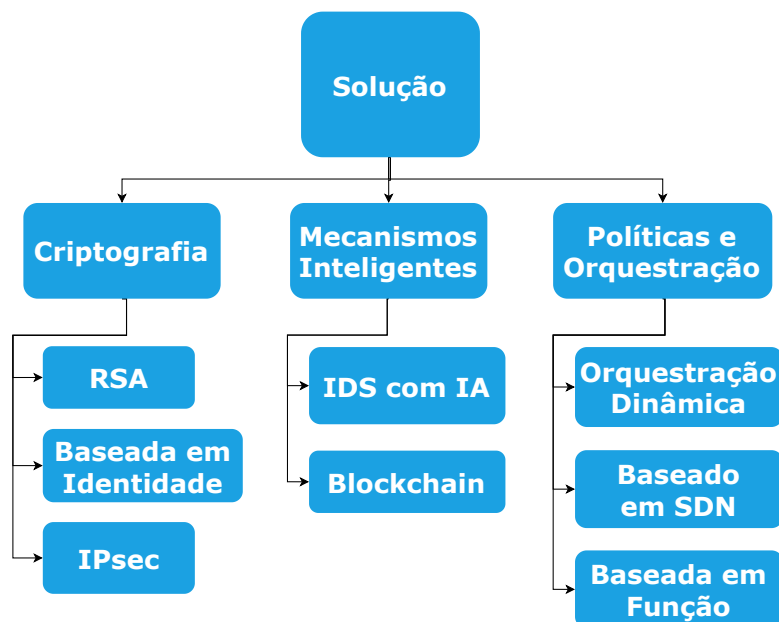 Solução
Criptografia
Mecanismos
Inteligentes
Políticas e
Orquestração
RSA
Baseada em
Identidade
IPsec
IDS com IA
Blockchain
Orquestração
Dinâmica
Baseado
em SDN
Baseada em
Função